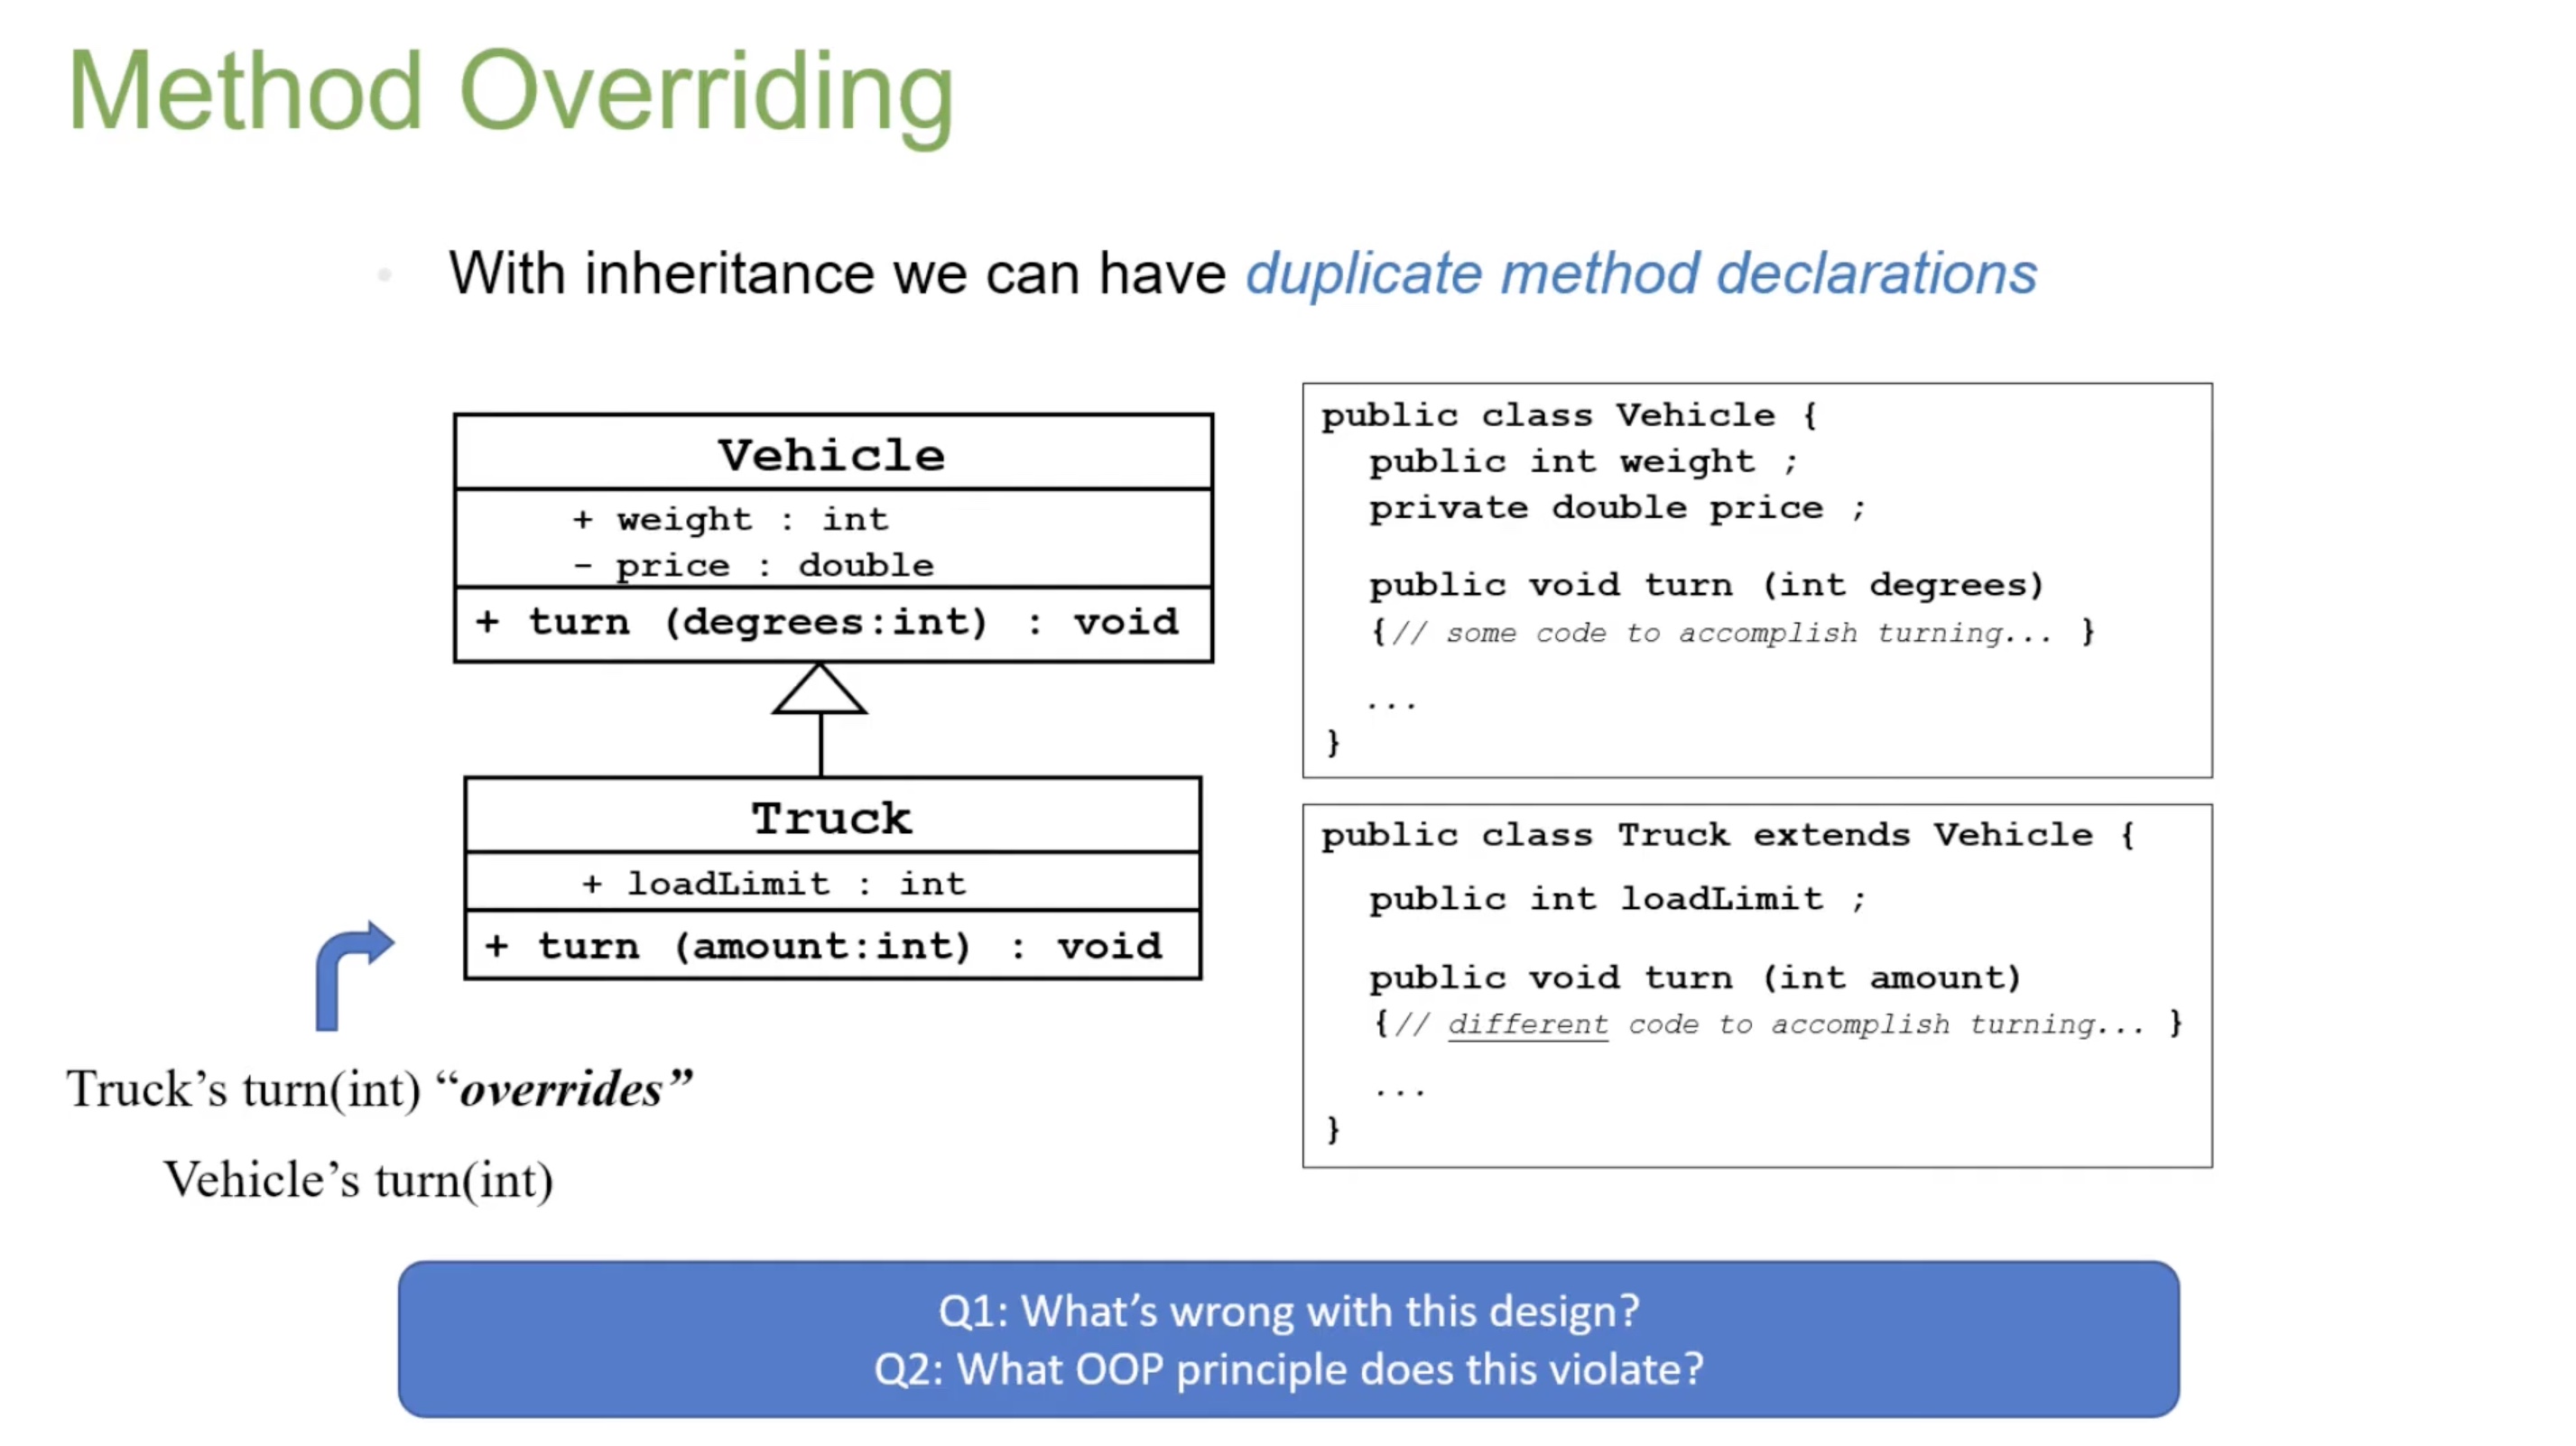 Method Overriding
• With inheritance we can have duplicate method declarations
Vehicle
+ weight : int
- price : double
+ turn (degrees:int) : void
Truck
+ loadLimit : int
+ turn (amount:int) : void
Truck’s turn(int) “overrides”
Vehicle’s turn(int)
public class Vehicle {
public int weight ;
private double price ;
public void turn (int degrees)
{// some code to accomplish turning... }
...
}
public class Truck extends Vehicle {
public int loadLimit ;
public void turn (int amount)
{// different code to accomplish turning... }
...
}
Q1: What’s wrong with this design?
Q2: What OOP principle does this violate?